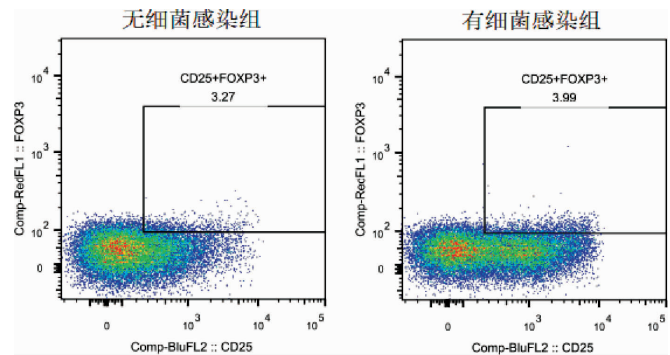 无细菌感染组
有细菌感染组
CD25+FOXP3+
3.27
Comp-RedFL1 :: FOXP3
10^4
10^3
10^2
0
0
10^3
10^4
10^5
Comp-BluFL2 :: CD25
CD25+FOXP3+
3.99
Comp-RedFL1 :: FOXP3
10^4
10^3
10^2
0
0
10^3
10^4
10^5
Comp-BluFL2 :: CD25